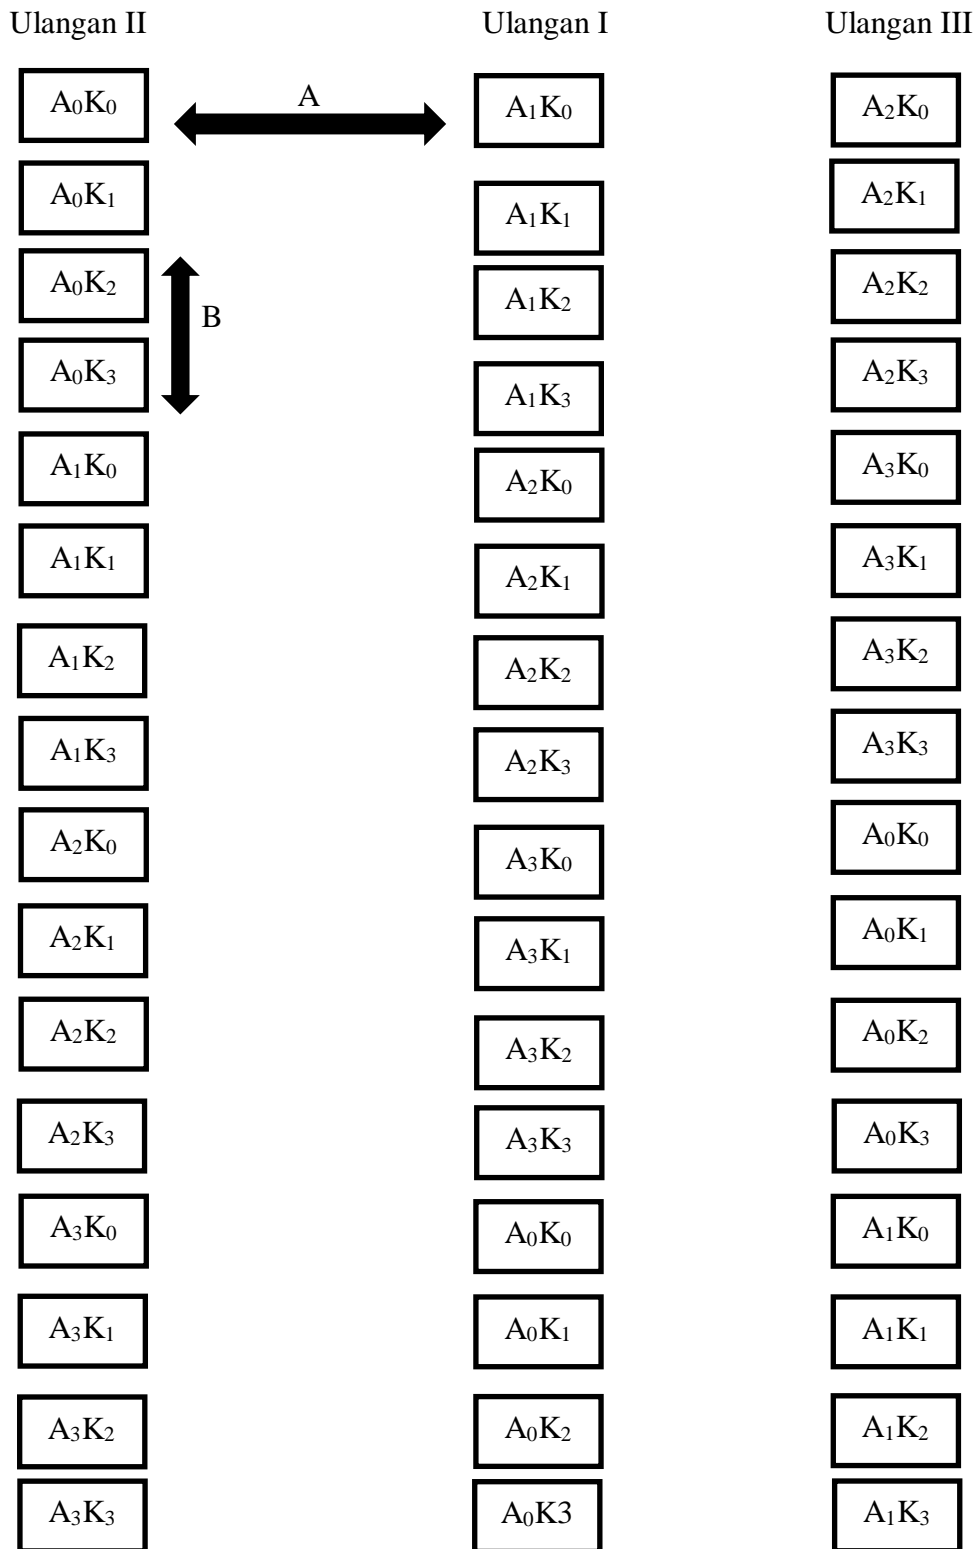 Ulangan II Ulangan I Ulangan III
A₀K₀ A A₁K₀ A₂K₀
A₀K₁ A₁K₁ A₂K₁
A₀K₂ B A₁K₂ A₂K₂
A₀K₃ A₁K₃ A₂K₃
A₁K₀ A₂K₀ A₃K₀
A₁K₁ A₂K₁ A₃K₁
A₁K₂ A₂K₂ A₃K₂
A₁K₃ A₂K₃ A₃K₃
A₂K₀ A₃K₀ A₀K₀
A₂K₁ A₃K₁ A₀K₁
A₂K₂ A₃K₂ A₀K₂
A₂K₃ A₃K₃ A₀K₃
A₃K₀ A₀K₀ A₁K₀
A₃K₁ A₀K₁ A₁K₁
A₃K₂ A₀K₂ A₁K₂
A₃K₃ A₀K3 A₁K₃